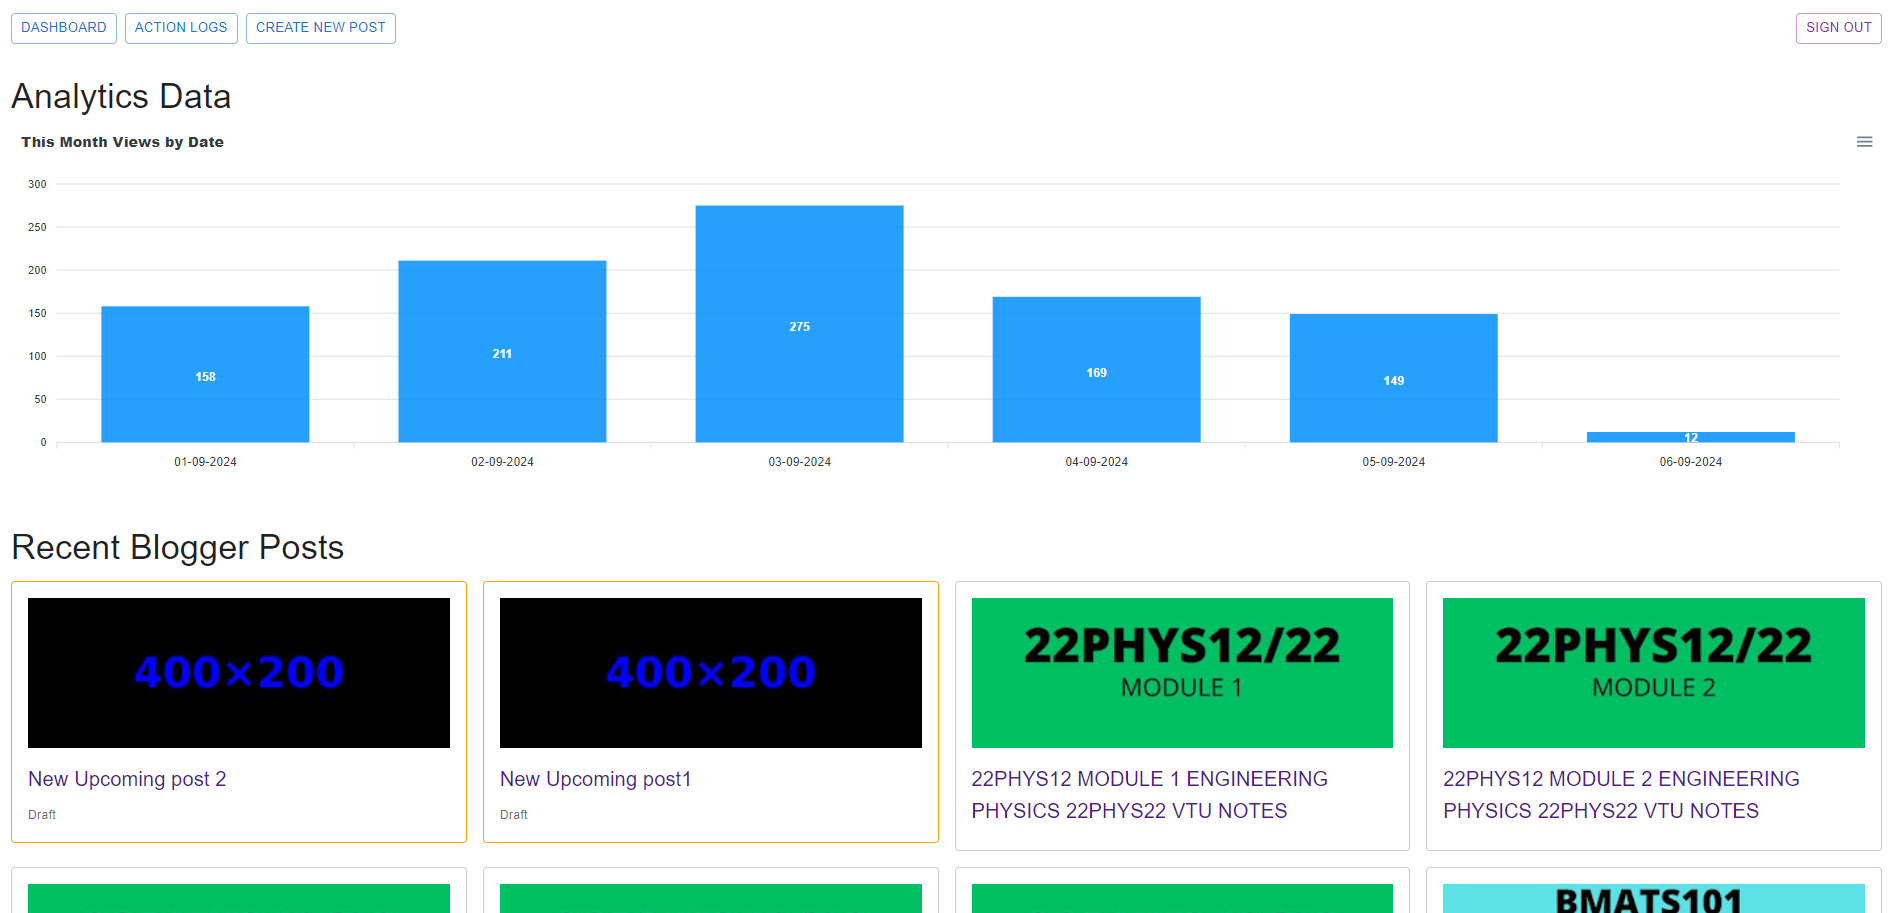 DASHBOARD
ACTION LOGS
CREATE NEW POST
SIGN OUT
Analytics Data
This Month Views by Date
300
250
200
150
100
50
0
158
211
275
169
149
12
01-09-2024
02-09-2024
03-09-2024
04-09-2024
05-09-2024
06-09-2024
Recent Blogger Posts
400×200
New Upcoming post 2
Draft
400×200
New Upcoming post1
Draft
22PHYS12/22
MODULE 1
22PHYS12 MODULE 1 ENGINEERING
PHYSICS 22PHYS22 VTU NOTES
22PHYS12/22
MODULE 2
22PHYS12 MODULE 2 ENGINEERING
PHYSICS 22PHYS22 VTU NOTES
BMATS101